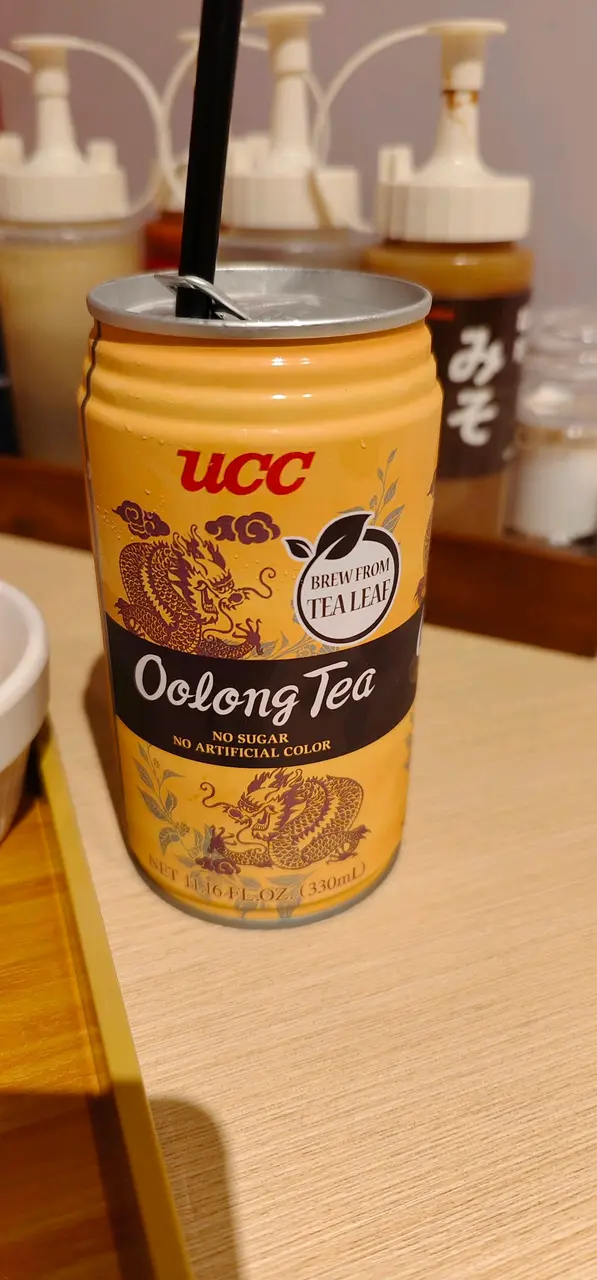 UCC
BREW FROM
TEA LEAF
Oolong Tea
NO SUGAR
NO ARTIFICIAL COLOR
NET 11.16 FL.OZ. (330mL)
みそ